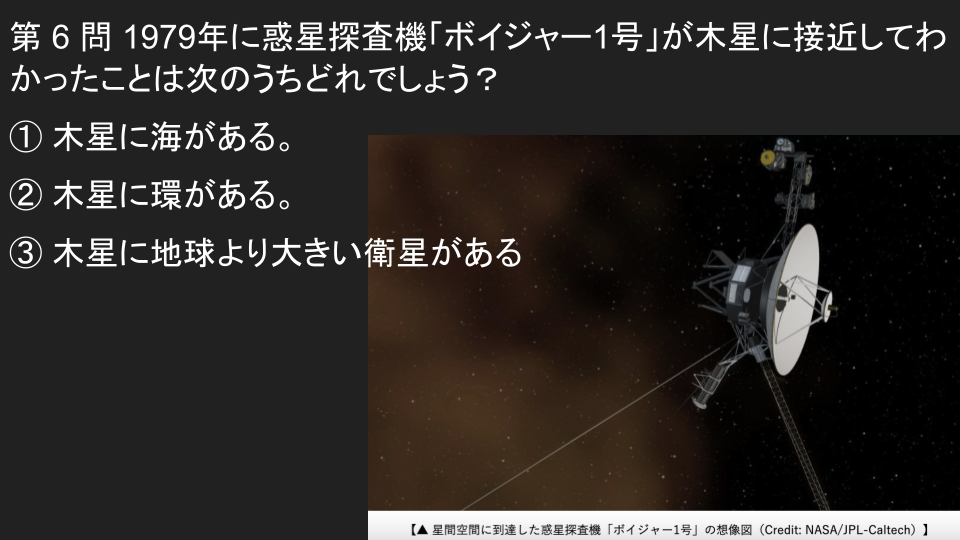 第 6 問 1979年に惑星探査機｢ボイジャー1号｣が木星に接近してわ
かったことは次のうちどれでしょう？
① 木星に海がある。
② 木星に環がある。
③ 木星に地球より大きい衛星がある
【▲ 星間空間に到達した惑星探査機「ボイジャー1号」の想像図（Credit: NASA/JPL-Caltech）】